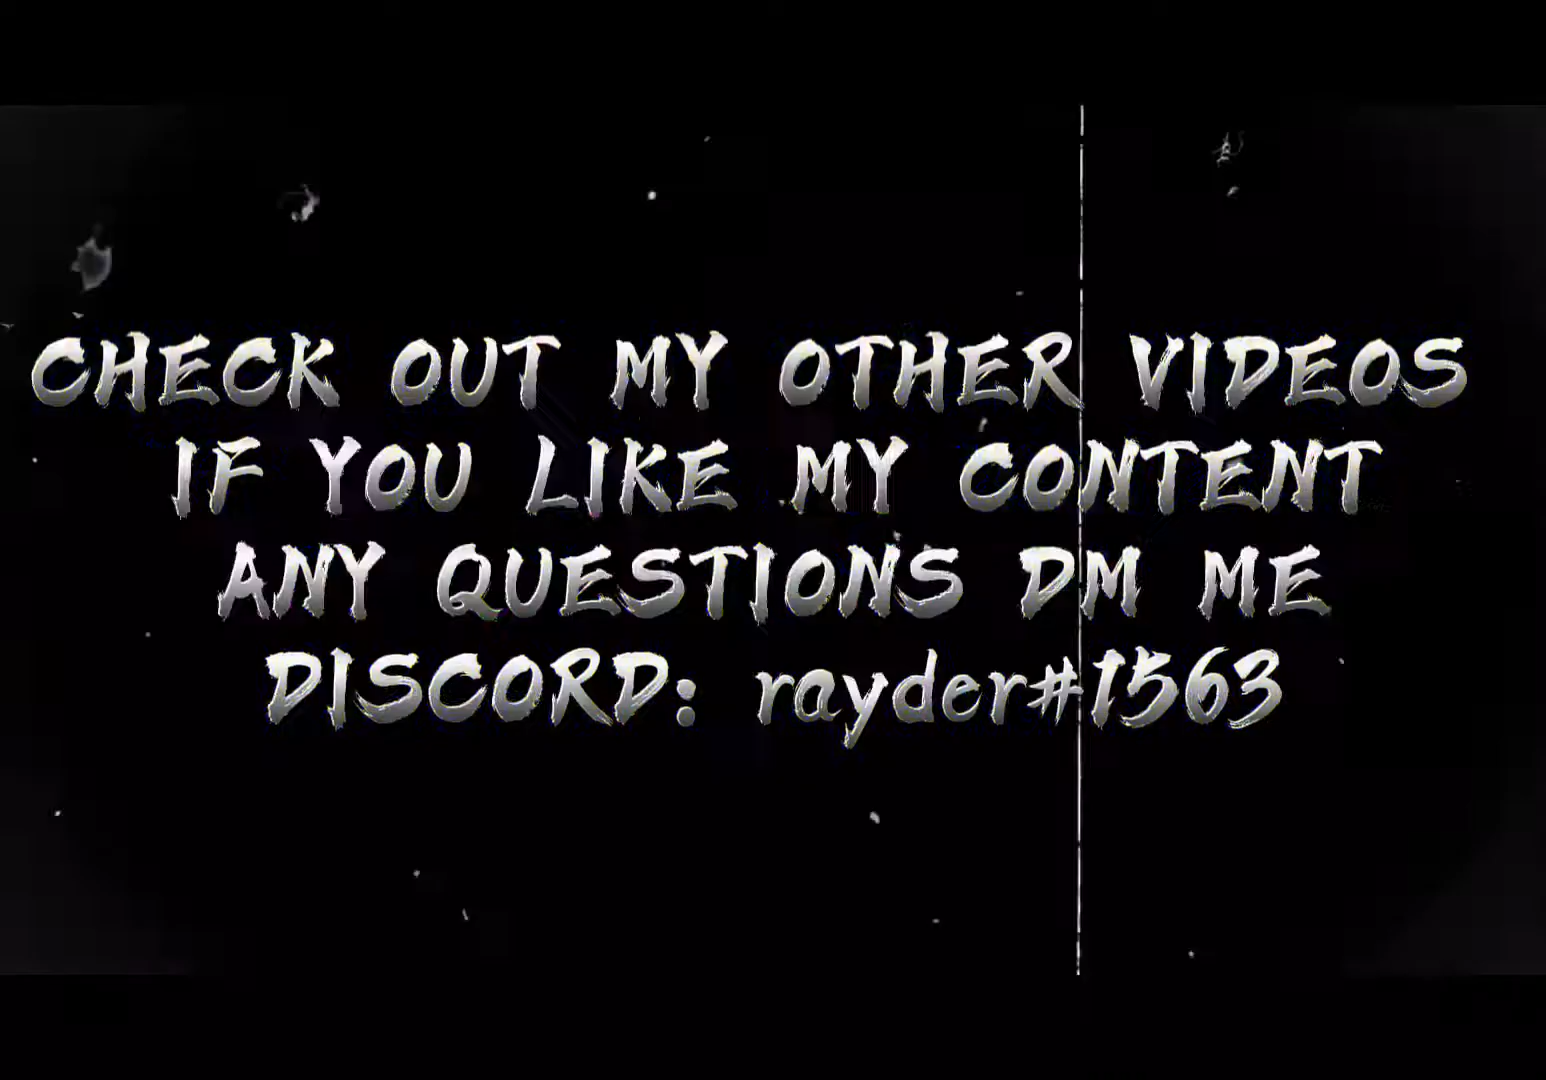 CHECK OUT MY OTHER VIDEOS
IF YOU LIKE MY CONTENT
ANY QUESTIONS DM ME
DISCORD: rayder#1563